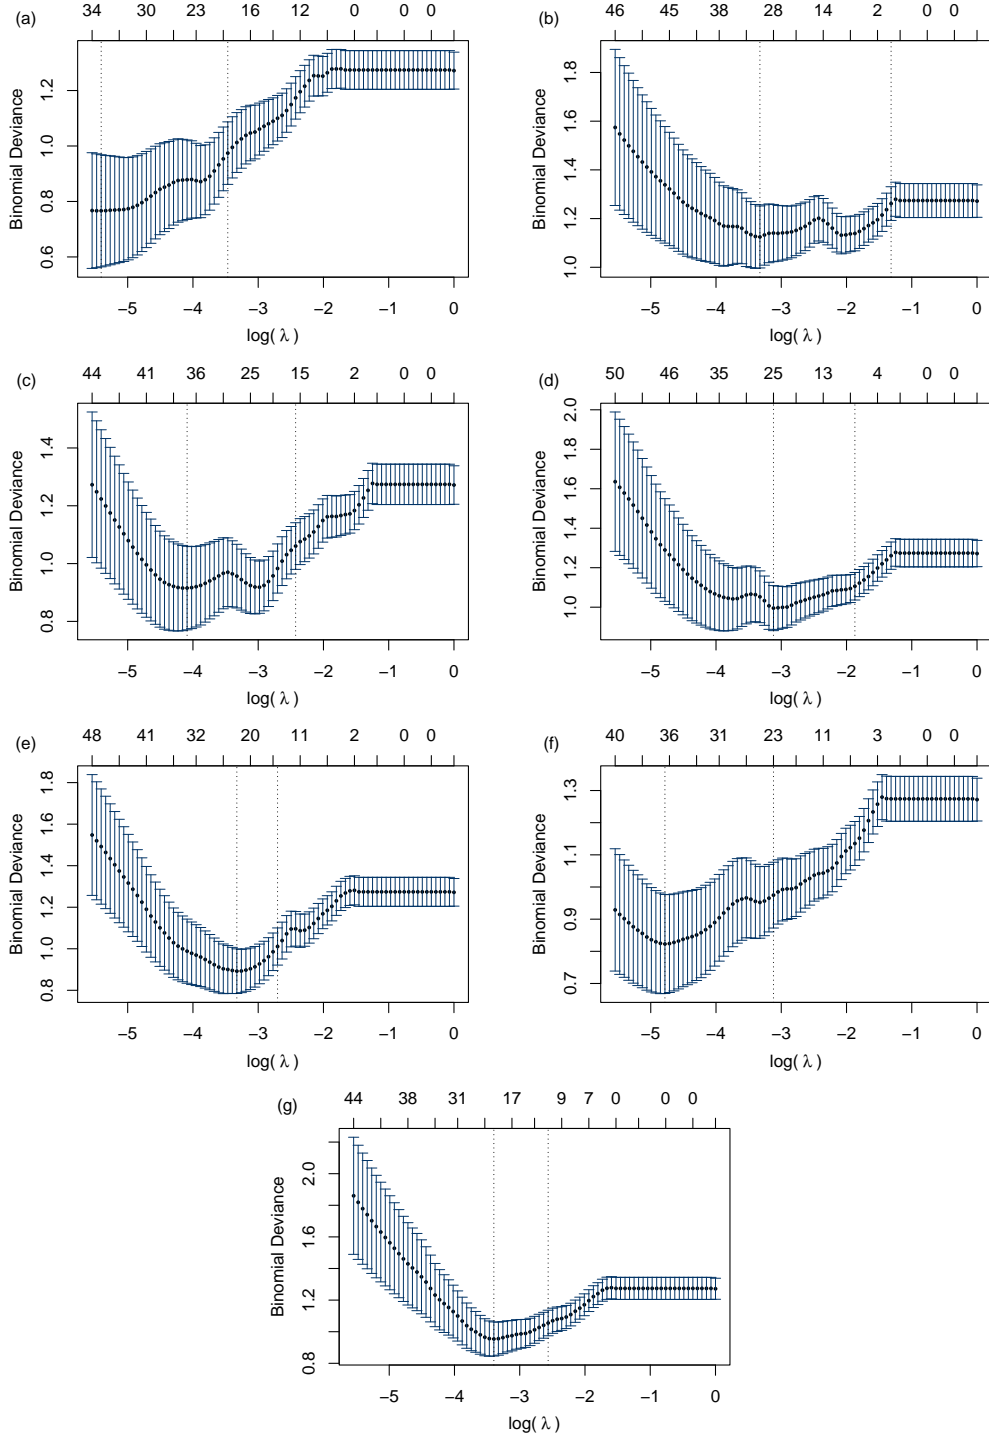 (a)
34 30 23 16 12 0 0 0
Binomial Deviance
1.2
1.0
0.8
0.6
−5 −4 −3 −2 −1 0
log( λ )
(b)
46 45 38 28 14 2 0 0
Binomial Deviance
1.8
1.6
1.4
1.2
1.0
−5 −4 −3 −2 −1 0
log( λ )
(c)
44 41 36 25 15 2 0 0
Binomial Deviance
1.4
1.2
1.0
0.8
−5 −4 −3 −2 −1 0
log( λ )
(d)
50 46 35 25 13 4 0 0
Binomial Deviance
2.0
1.8
1.6
1.4
1.2
1.0
−5 −4 −3 −2 −1 0
log( λ )
(e)
48 41 32 20 11 2 0 0
Binomial Deviance
1.8
1.6
1.4
1.2
1.0
0.8
−5 −4 −3 −2 −1 0
log( λ )
(f)
40 36 31 23 11 3 0 0
Binomial Deviance
1.3
1.1
0.9
0.7
−5 −4 −3 −2 −1 0
log( λ )
(g)
44 38 31 17 9 7 0 0 0
Binomial Deviance
2.0
1.6
1.2
0.8
−5 −4 −3 −2 −1 0
log( λ )